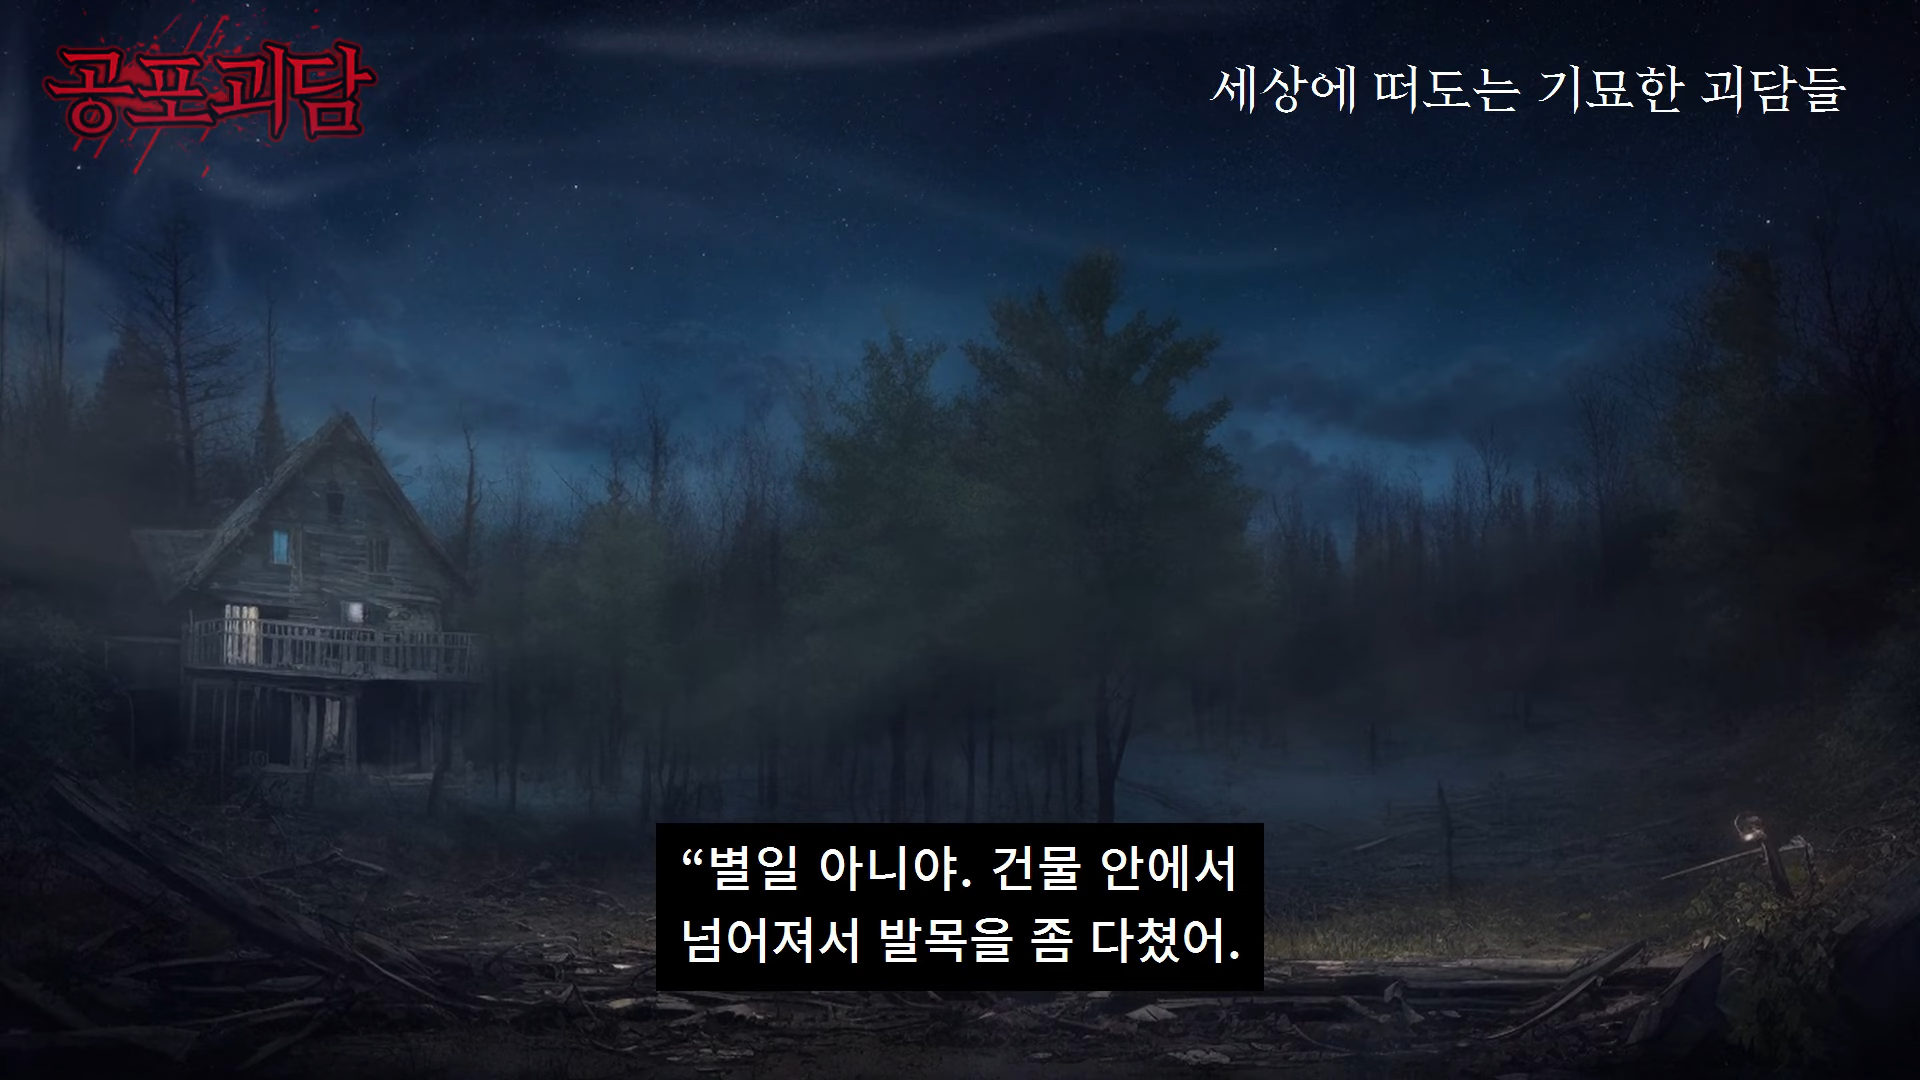 공포괴담
세상에 떠도는 기묘한 괴담들
“별일 아니야. 건물 안에서
넘어져서 발목을 좀 다쳤어.